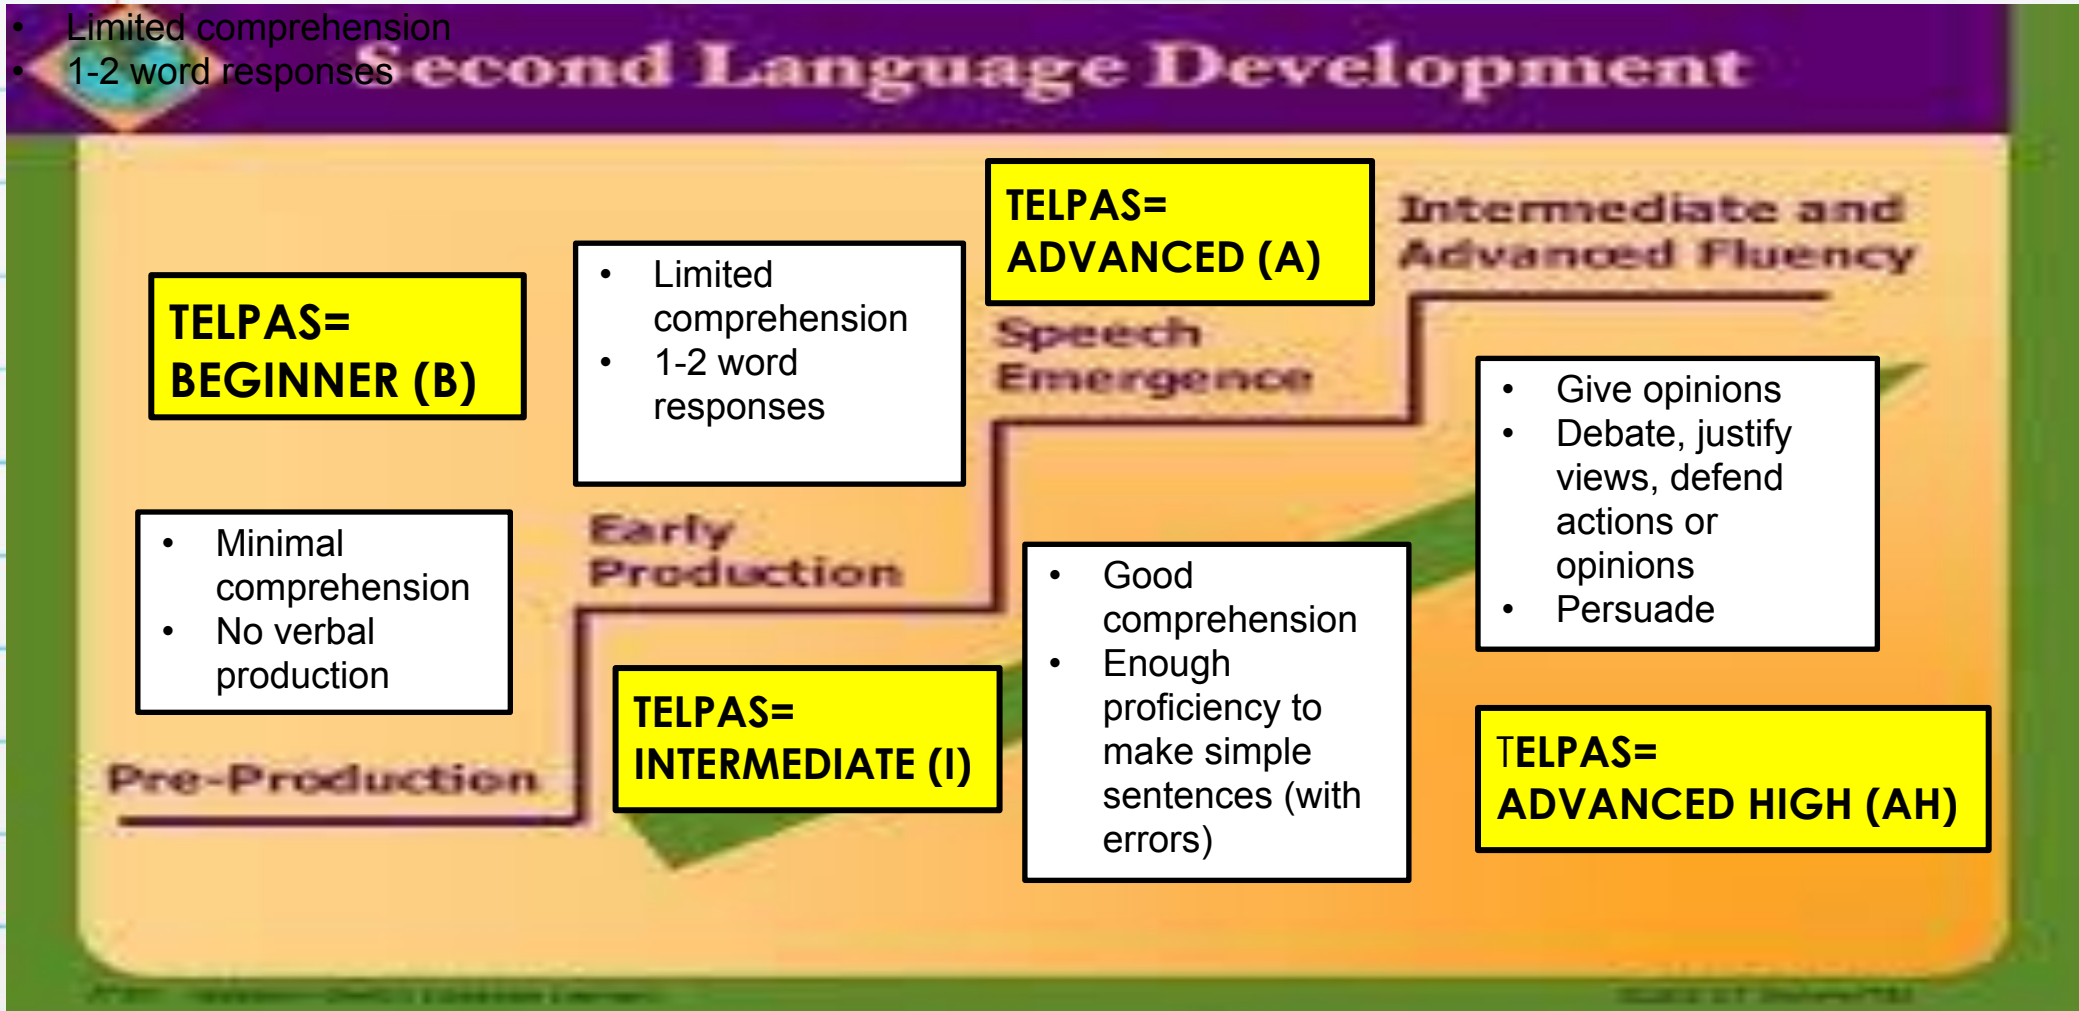 • Limited comprehension
• 1-2 word responses
Second Language Development
TELPAS=
BEGINNER (B)
• Minimal
comprehension
• No verbal
production
Pre-Production
• Limited
comprehension
• 1-2 word
responses
Early
Production
TELPAS=
INTERMEDIATE (I)
TELPAS=
ADVANCED (A)
Speech
Emergence
• Good
comprehension
• Enough
proficiency to
make simple
sentences (with
errors)
Intermediate and
Advanced Fluency
• Give opinions
• Debate, justify
views, defend
actions or
opinions
• Persuade
TELPAS=
ADVANCED HIGH (AH)